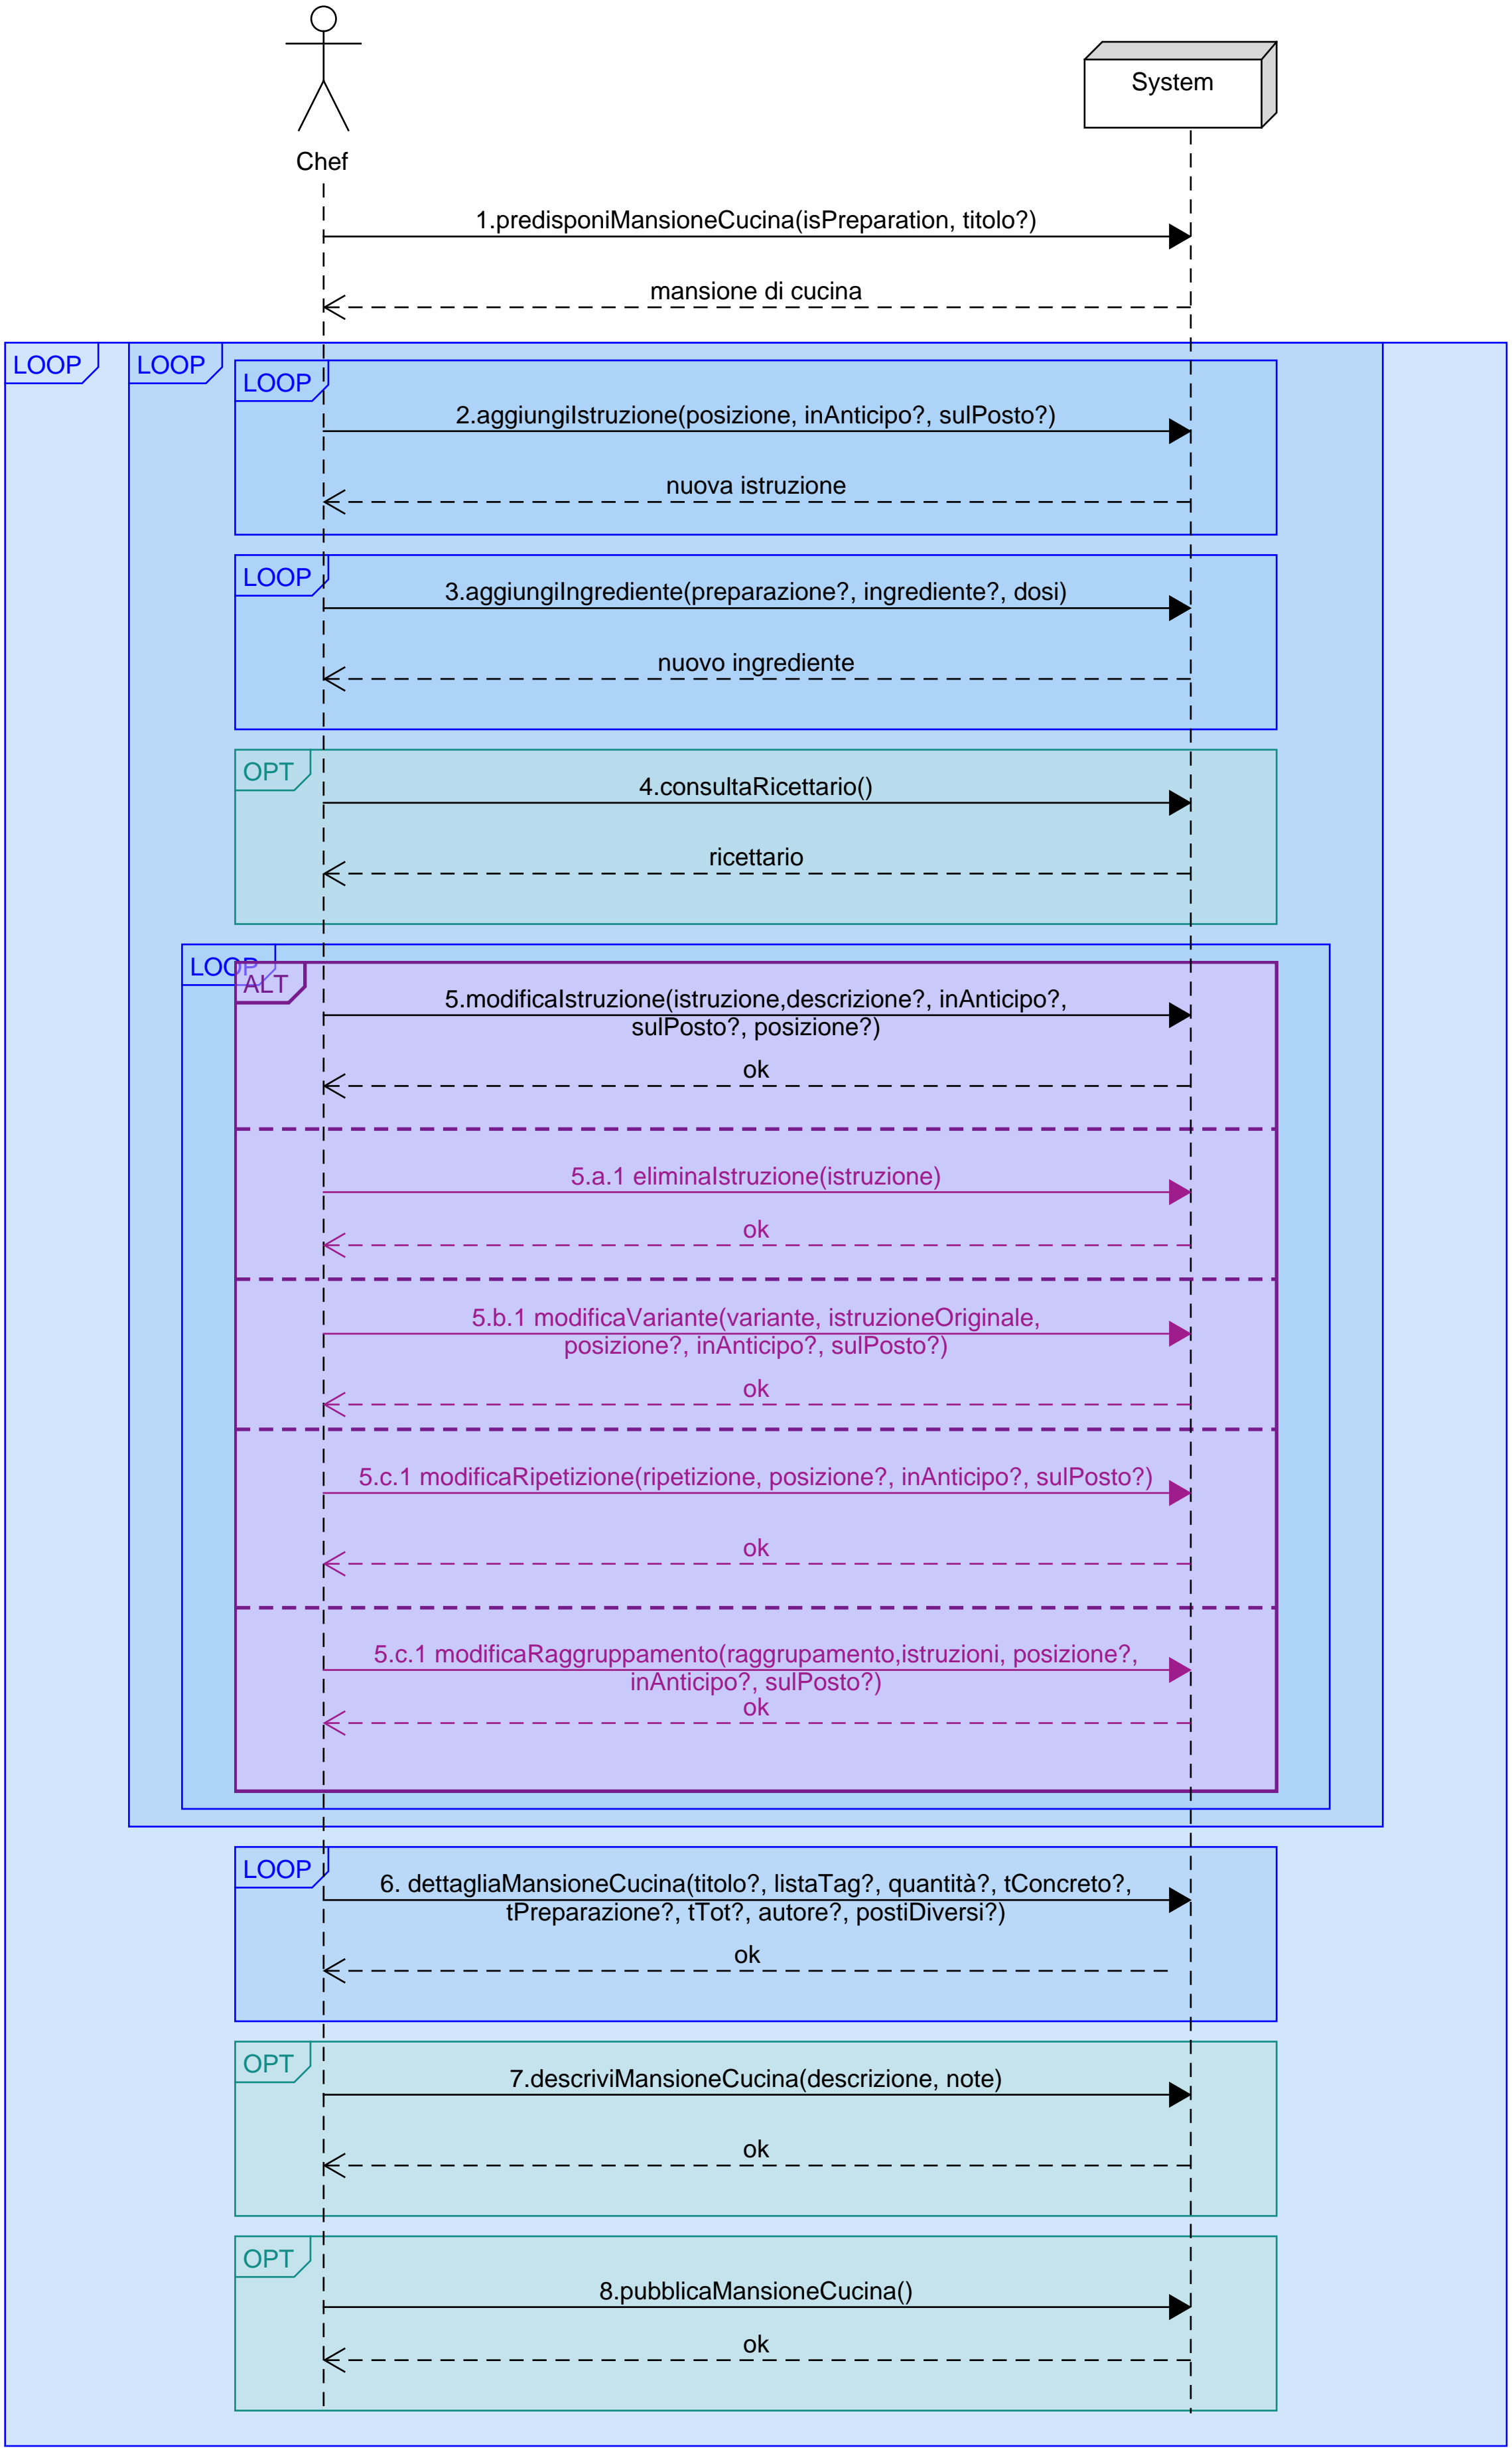 System
Chef
1.predisponiMansioneCucina(isPreparation, titolo?)
mansione di cucina
LOOP
LOOP
LOOP
2.aggiungiIstruzione(posizione, inAnticipo?, sulPosto?)
nuova istruzione
LOOP
3.aggiungiIngrediente(preparazione?, ingrediente?, dosi)
nuovo ingrediente
OPT
4.consultaRicettario()
ricettario
LOOP
ALT
5.modificaIstruzione(istruzione,descrizione?, inAnticipo?,
sulPosto?, posizione?)
ok
5.a.1 eliminaIstruzione(istruzione)
ok
5.b.1 modificaVariante(variante, istruzioneOriginale,
posizione?, inAnticipo?, sulPosto?)
ok
5.c.1 modificaRipetizione(ripetizione, posizione?, inAnticipo?, sulPosto?)
ok
5.c.1 modificaRaggruppamento(raggrupamento,istruzioni, posizione?,
inAnticipo?, sulPosto?)
ok
LOOP
6. dettagliaMansioneCucina(titolo?, listaTag?, quantità?, tConcreto?,
tPreparazione?, tTot?, autore?, postiDiversi?)
ok
OPT
7.descriviMansioneCucina(descrizione, note)
ok
OPT
8.pubblicaMansioneCucina()
ok